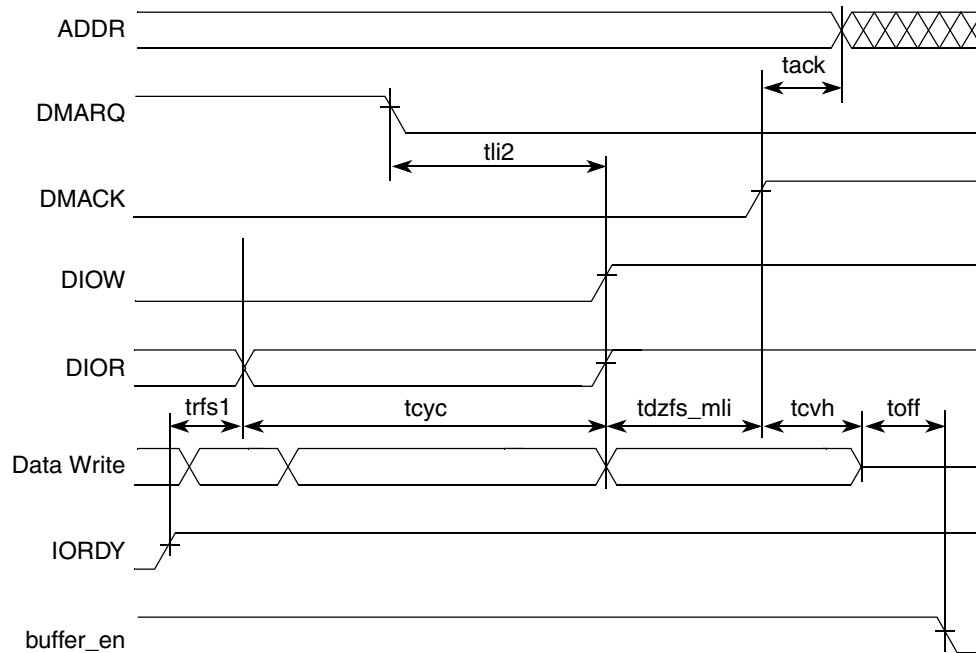 ADDR
tack
DMARQ
tli2
DMACK
DIOW
DIOR
trfs1 tcyc tdzfs_mli tcvh toff
Data Write
IORDY
buffer_en